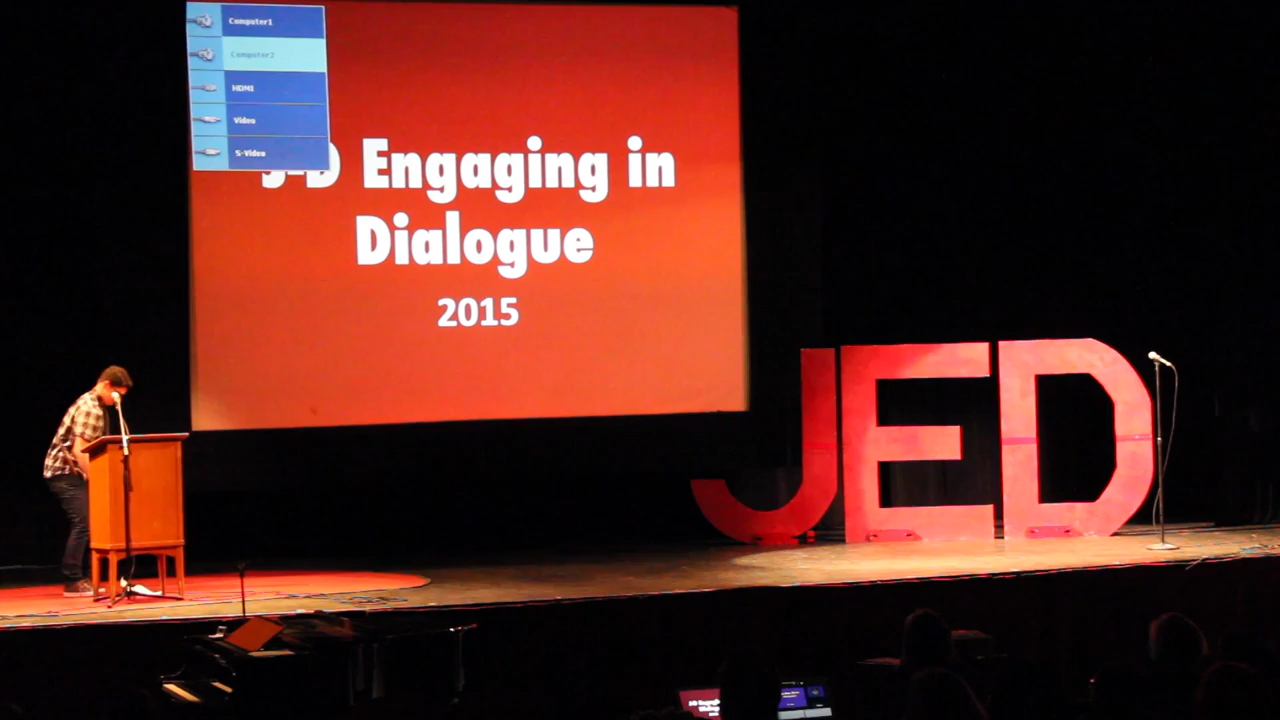 Computer1
Computer2
HDMI
Video
S-Video
J-D Engaging in
Dialogue
2015
JED